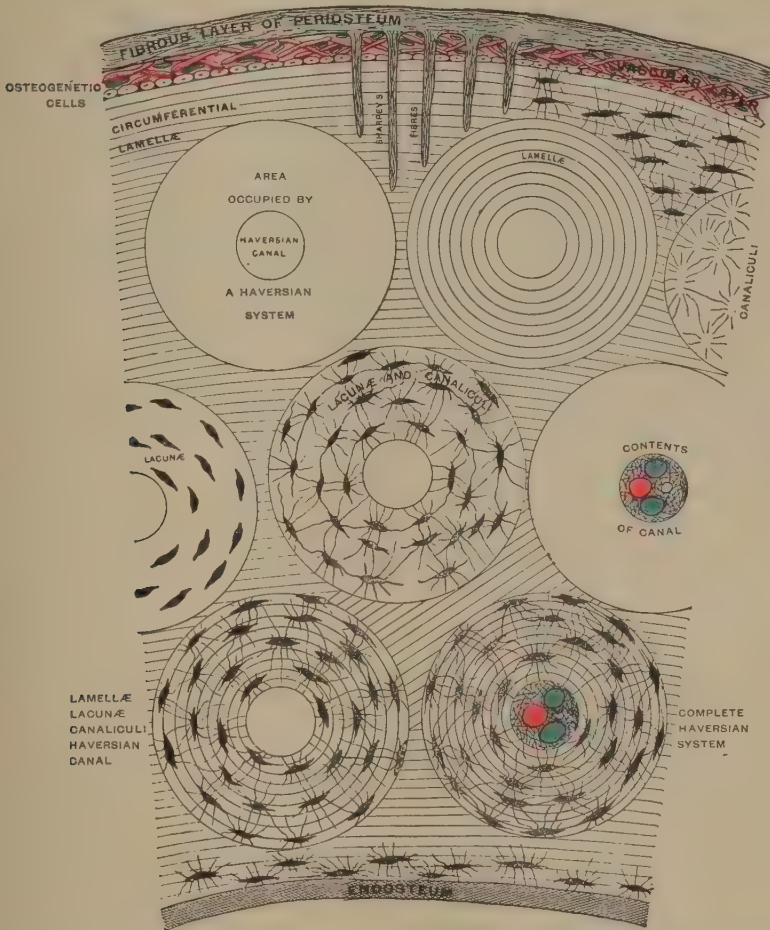 FIBROUS LAYER OF PERIOSTEUM
VASCULAR LAYER
OSTEOGENETIC
CELLS
CIRCUMFERENTIAL
LAMELLÆ
SHARPEY'S
FIBRES
AREA
OCCUPIED BY
HAVERSIAN
CANAL
A HAVERSIAN
SYSTEM
LAMELLÆ
CANALICULI
LACUNÆ
LACUNÆ AND CANALICULI
CONTENTS
OF CANAL
LAMELLÆ
LACUNÆ
CANALICULI
HAVERSIAN
CANAL
COMPLETE
HAVERSIAN
SYSTEM
ENDOSTEUM